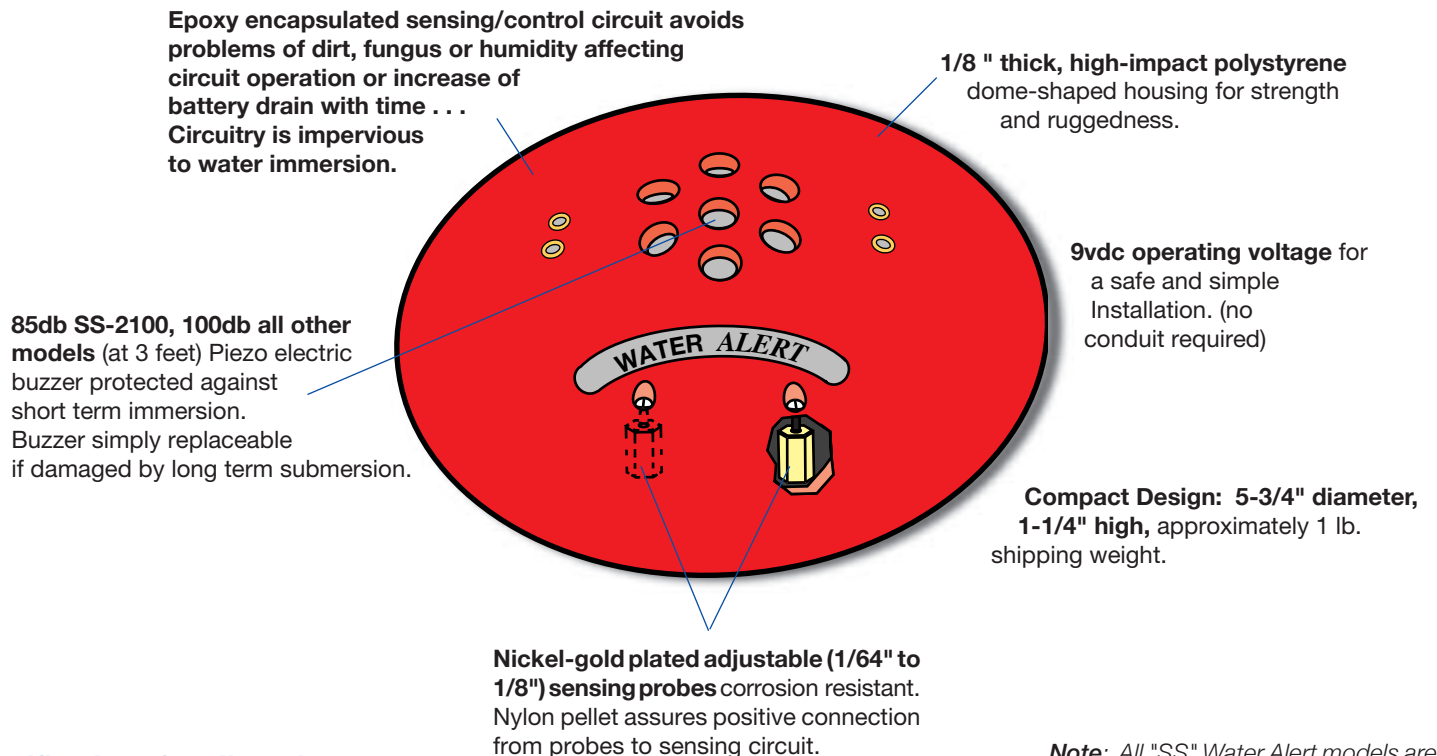 Epoxy encapsulated sensing/control circuit avoids
problems of dirt, fungus or humidity affecting
circuit operation or increase of
battery drain with time . . .
Circuitry is impervious
to water immersion.
1/8 " thick, high-impact polystyrene
dome-shaped housing for strength
and ruggedness.
9vdc operating voltage for
a safe and simple
Installation. (no
conduit required)
85db SS-2100, 100db all other
models (at 3 feet) Piezo electric
buzzer protected against
short term immersion.
Buzzer simply replaceable
if damaged by long term submersion.
WATER ALERT
Compact Design: 5-3/4" diameter,
1-1/4" high, approximately 1 lb.
shipping weight.
Nickel-gold plated adjustable (1/64" to
1/8") sensing probes corrosion resistant.
Nylon pellet assures positive connection
from probes to sensing circuit.
Note: All "SS" Water Alert models are